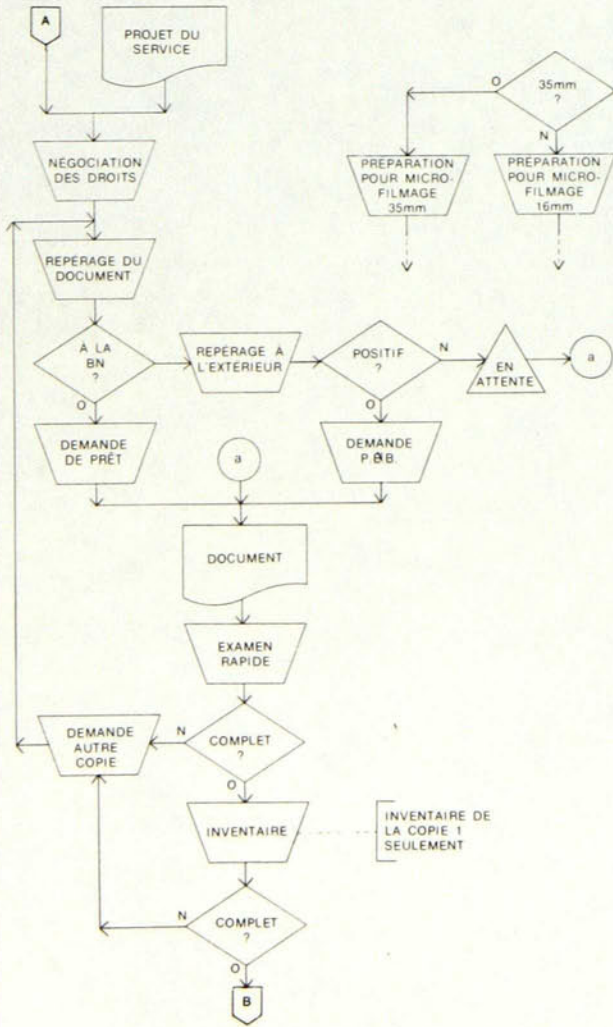 A
PROJET DU
SERVICE
35mm
?
O
N
NÉGOCIATION
DES DROITS
PRÉPARATION
POUR MICRO-
FILMAGE
35mm
PRÉPARATION
POUR MICRO-
FILMAGE
16mm
REPÉRAGE DU
DOCUMENT
À LA
BN
?
REPÉRAGE À
L'EXTÉRIEUR
POSITIF
?
N
EN
ATTENTE
a
O
O
DEMANDE
DE PRÊT
a
DEMANDE
DOCUMENT
EXAMEN
RAPIDE
DEMANDE
AUTRE
COPIE
N
COMPLET
?
O
INVENTAIRE
INVENTAIRE DE
LA COPIE 1
SEULEMENT
N
COMPLET
?
O
B